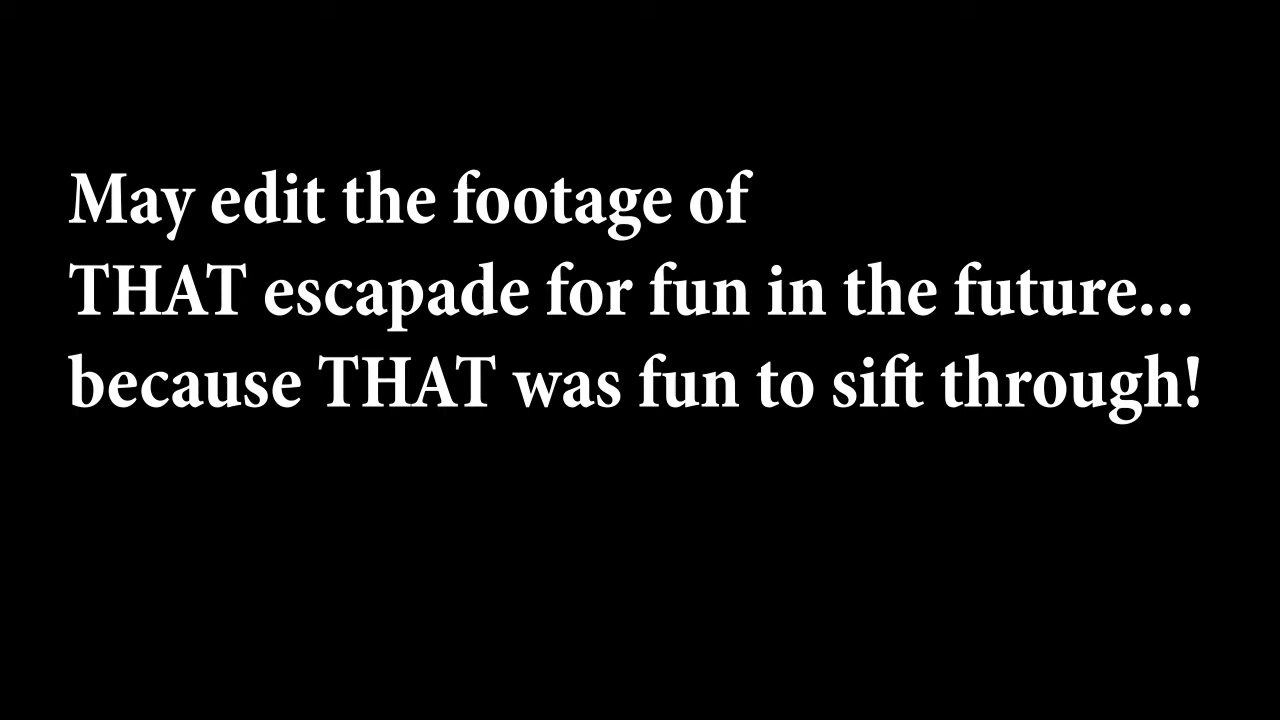 May edit the footage of
THAT escapade for fun in the future...
because THAT was fun to sift through!